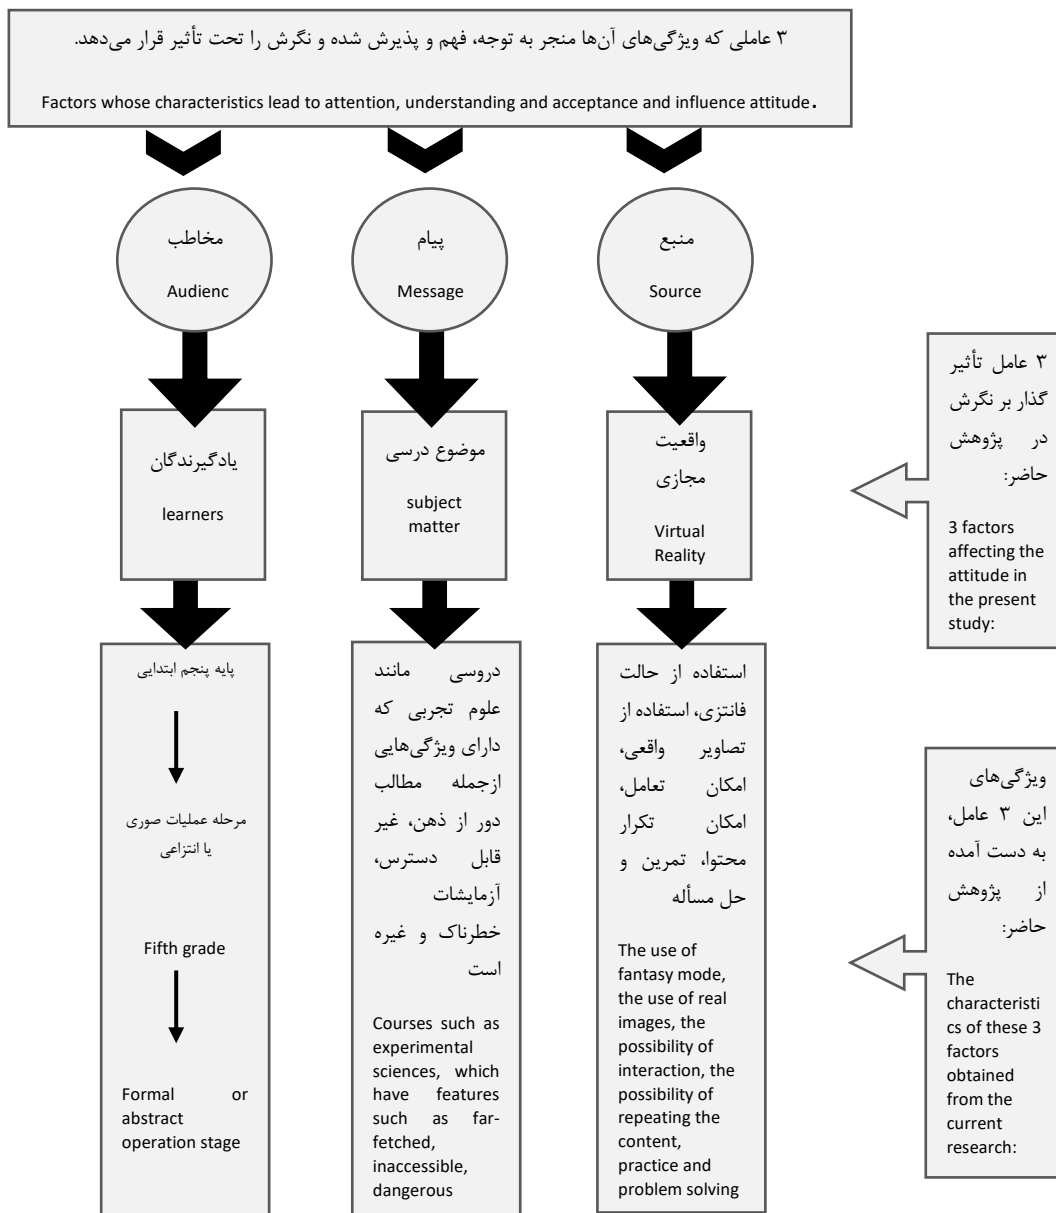 ۳ عاملی که ویژگی‌های آن‌ها منجر به توجه، فهم و پذیرش شده و نگرش را تحت تأثیر قرار می‌دهد.
Factors whose characteristics lead to attention, understanding and acceptance and influence attitude.
منبع
Source
پیام
Message
مخاطب
Audienc
۳ عامل تأثیر
گذار بر نگرش
در پژوهش
حاضر:
3 factors
affecting the
attitude in
the present
study:
واقعیت
مجازی
Virtual
Reality
موضوع درسی
subject
matter
یادگیرندگان
learners
ویژگی‌های
این ۳ عامل،
به دست آمده
از پژوهش
حاضر:
The
characteristi
cs of these 3
factors
obtained
from the
current
research:
استفاده از حالت
فانتزی، استفاده از
تصاویر واقعی،
امکان تعامل،
امکان تکرار
محتوا، تمرین و
حل مسأله
The use of
fantasy mode,
the use of real
images, the
possibility of
interaction, the
possibility of
repeating the
content,
practice and
problem solving
دروسی مانند
علوم تجربی که
دارای ویژگی‌هایی
ازجمله مطالب
دور از ذهن، غیر
قابل دسترس،
آزمایشات
خطرناک و غیره
است
Courses such as
experimental
sciences, which
have features
such as far-
fetched,
inaccessible,
dangerous
پایه پنجم ابتدایی
مرحله عملیات صوری
یا انتزاعی
Fifth grade
Formal or
abstract
operation stage